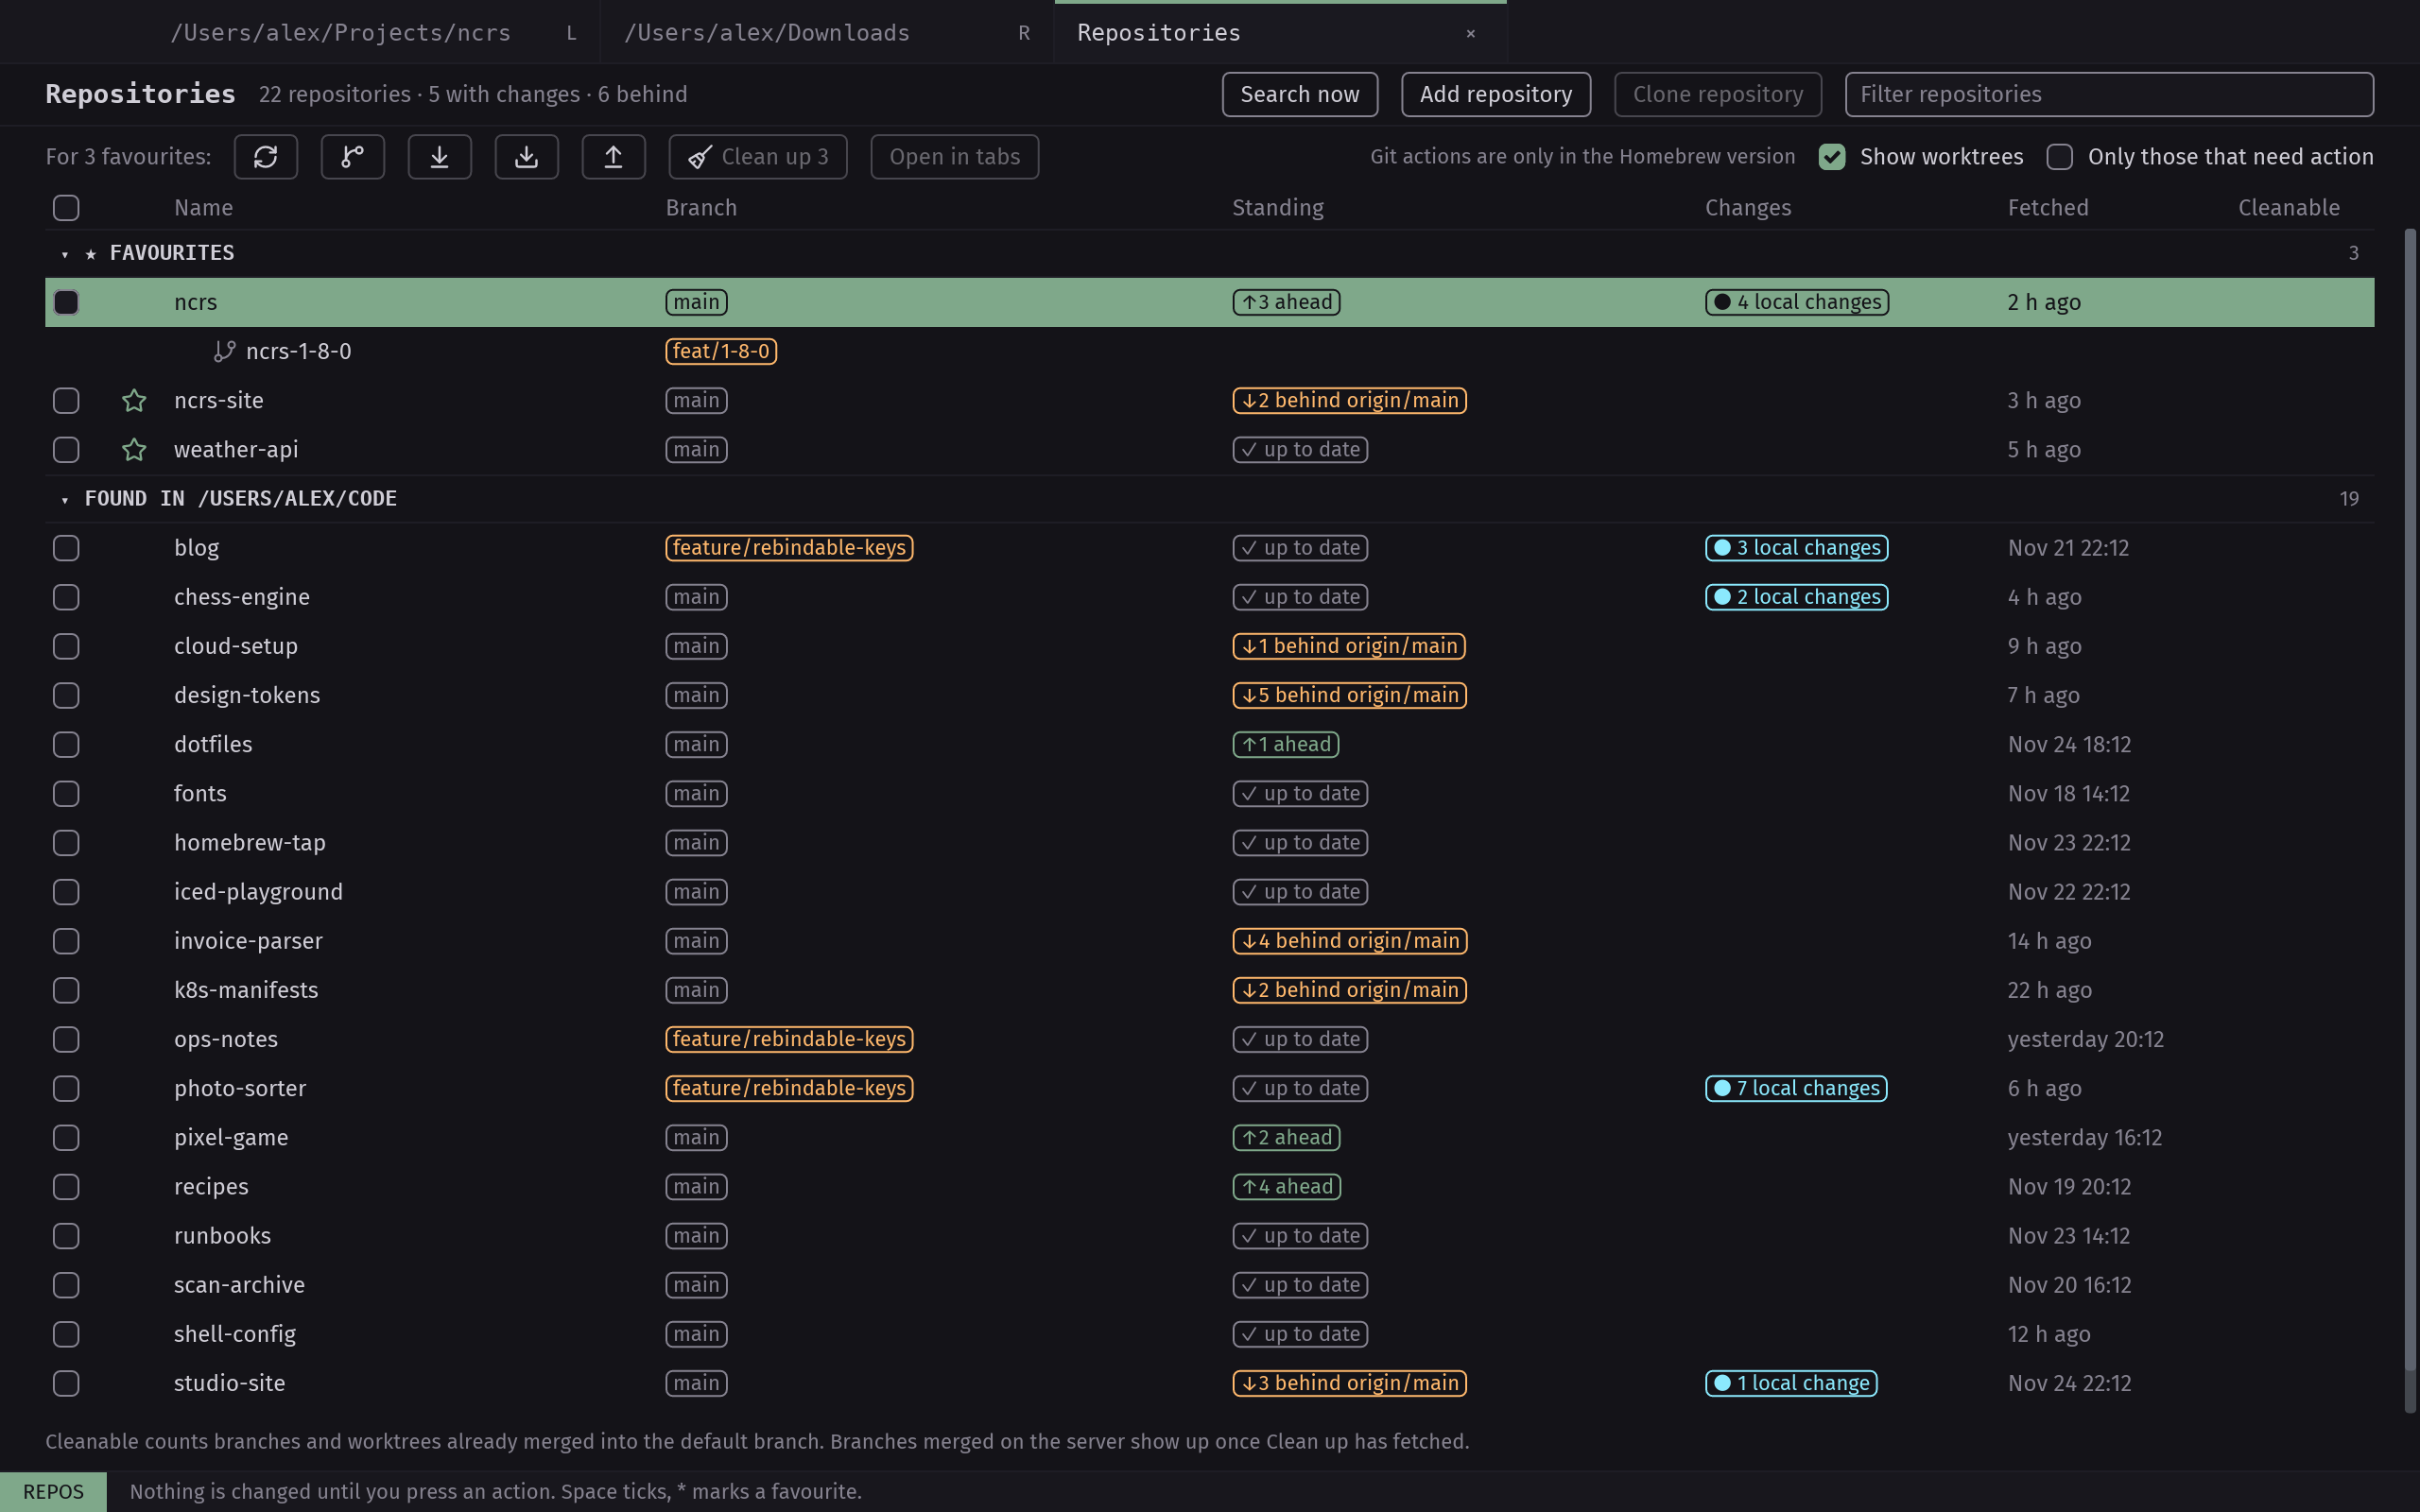 /Users/alex/Projects/ncrs L /Users/alex/Downloads R Repositories ×
Repositories 22 repositories · 5 with changes · 6 behind Search now Add repository Clone repository Filter repositories
For 3 favourites: Clean up 3 Open in tabs Git actions are only in the Homebrew version Show worktrees Only those that need action
Name Branch Standing Changes Fetched Cleanable
▾ ★ FAVOURITES 3
ncrs main ↑3 ahead ● 4 local changes 2 h ago
ncrs-1-8-0 feat/1-8-0
ncrs-site main ↓2 behind origin/main 3 h ago
weather-api main ✓ up to date 5 h ago
▾ FOUND IN /USERS/ALEX/CODE 19
blog feature/rebindable-keys ✓ up to date ● 3 local changes Nov 21 22:12
chess-engine main ✓ up to date ● 2 local changes 4 h ago
cloud-setup main ↓1 behind origin/main 9 h ago
design-tokens main ↓5 behind origin/main 7 h ago
dotfiles main ↑1 ahead Nov 24 18:12
fonts main ✓ up to date Nov 18 14:12
homebrew-tap main ✓ up to date Nov 23 22:12
iced-playground main ✓ up to date Nov 22 22:12
invoice-parser main ↓4 behind origin/main 14 h ago
k8s-manifests main ↓2 behind origin/main 22 h ago
ops-notes feature/rebindable-keys ✓ up to date yesterday 20:12
photo-sorter feature/rebindable-keys ✓ up to date ● 7 local changes 6 h ago
pixel-game main ↑2 ahead yesterday 16:12
recipes main ↑4 ahead Nov 19 20:12
runbooks main ✓ up to date Nov 23 14:12
scan-archive main ✓ up to date Nov 20 16:12
shell-config main ✓ up to date 12 h ago
studio-site main ↓3 behind origin/main ● 1 local change Nov 24 22:12
Cleanable counts branches and worktrees already merged into the default branch. Branches merged on the server show up once Clean up has fetched.
REPOS Nothing is changed until you press an action. Space ticks, * marks a favourite.